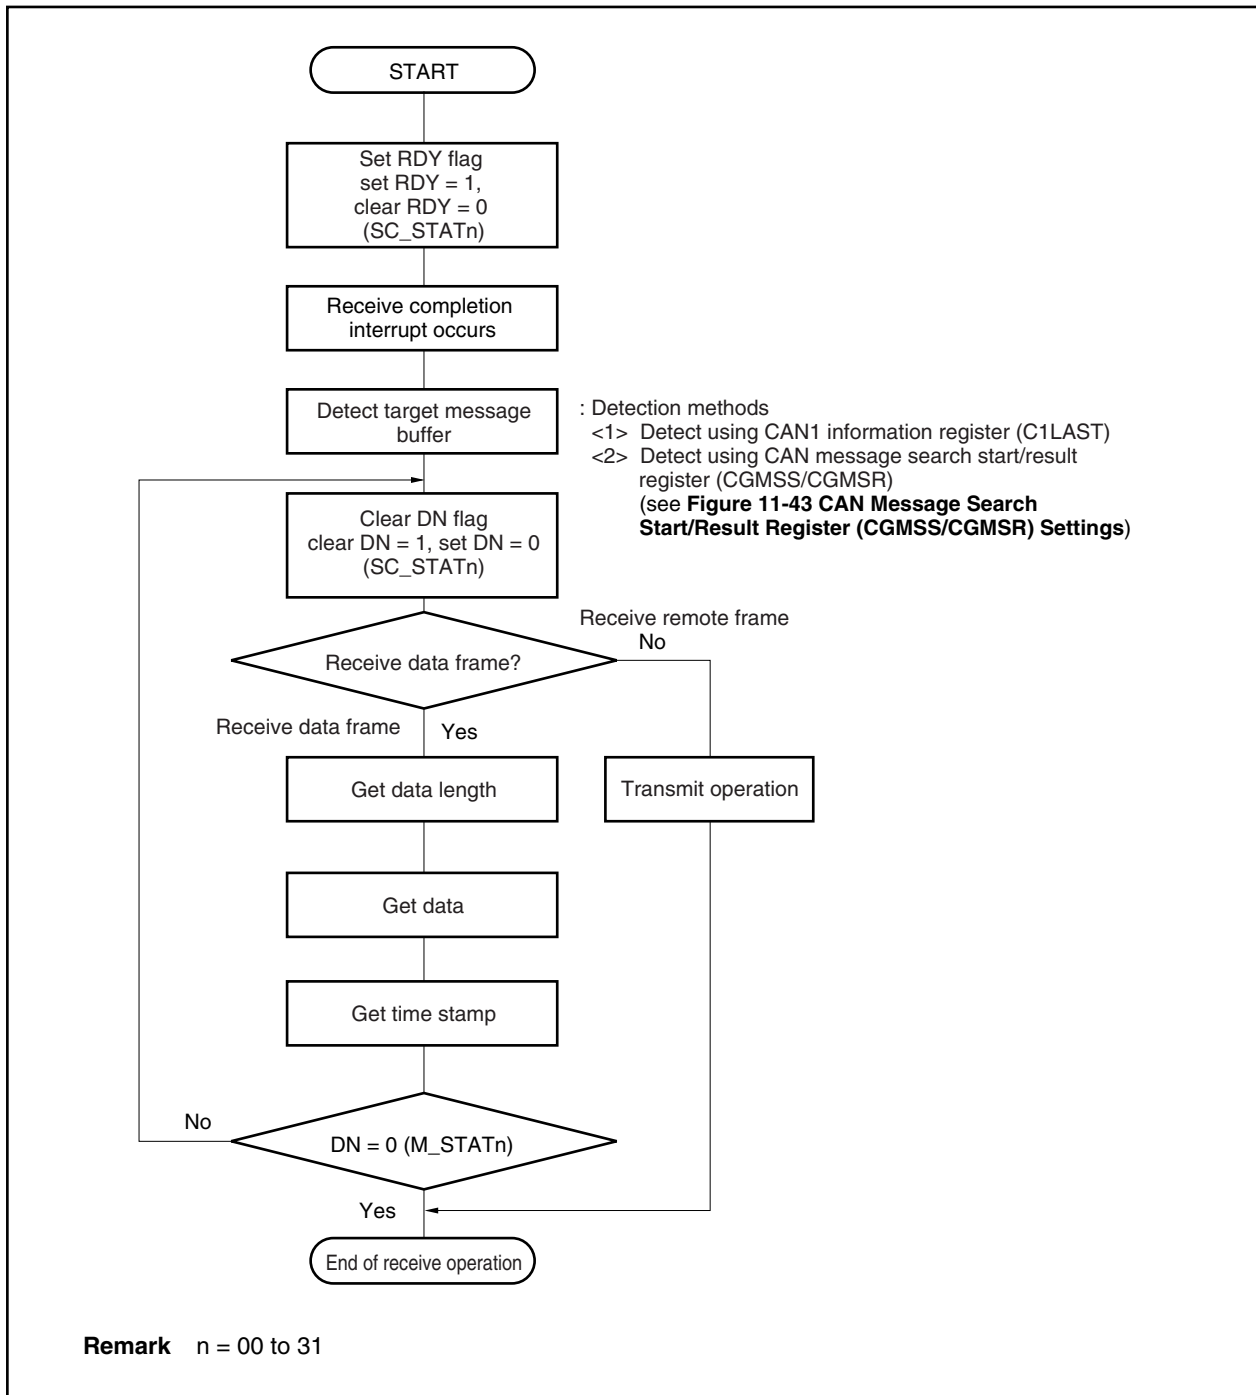 START
Set RDY flag
set RDY = 1,
clear RDY = 0
(SC_STATn)
Receive completion
interrupt occurs
Detect target message
buffer
: Detection methods
<1> Detect using CAN1 information register (C1LAST)
<2> Detect using CAN message search start/result
register (CGMSS/CGMSR)
(see Figure 11-43 CAN Message Search
Start/Result Register (CGMSS/CGMSR) Settings)
Clear DN flag
clear DN = 1, set DN = 0
(SC_STATn)
Receive remote frame
No
Receive data frame?
Receive data frame
Yes
Get data length
Transmit operation
Get data
Get time stamp
No
DN = 0 (M_STATn)
Yes
End of receive operation
Remark n = 00 to 31